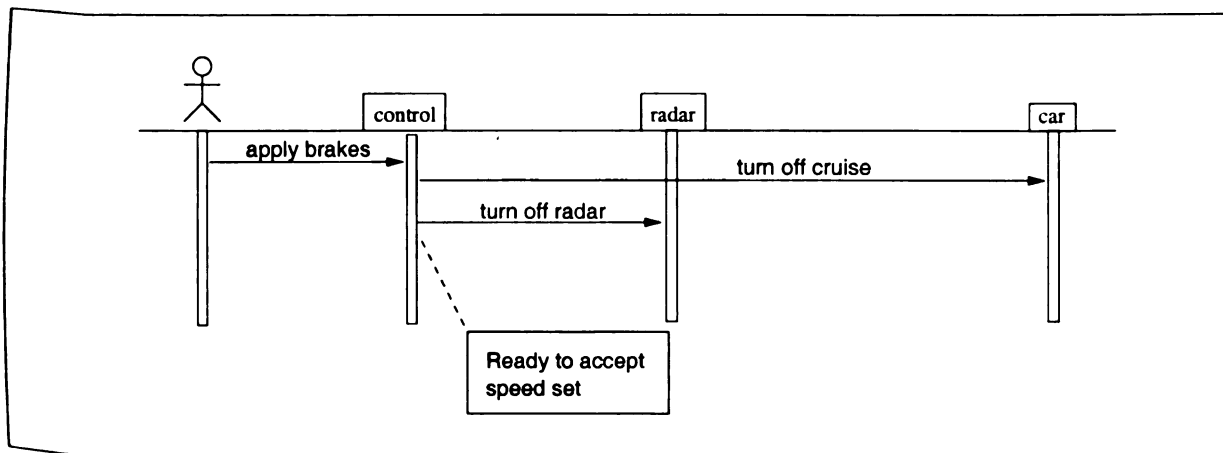 control
radar
car
apply brakes
turn off cruise
turn off radar
Ready to accept
speed set